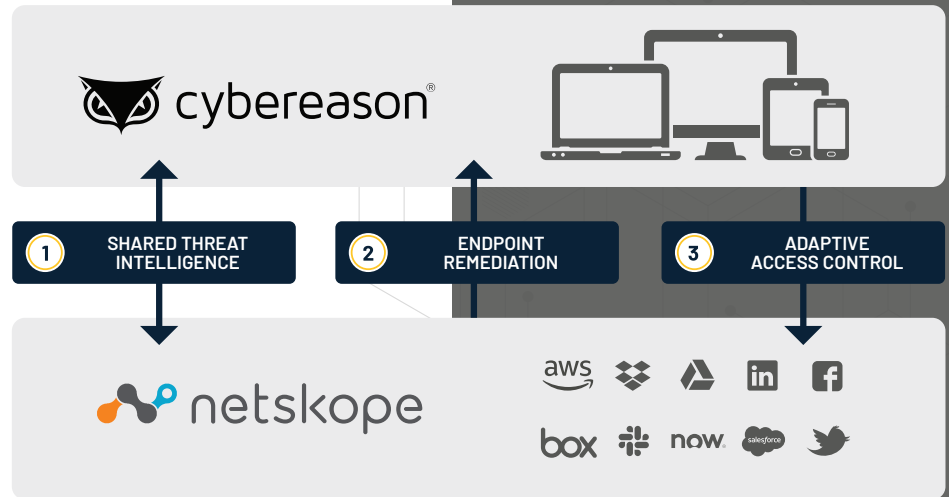 cybereason®
1
SHARED THREAT
INTELLIGENCE
2
ENDPOINT
REMEDIATION
3
ADAPTIVE
ACCESS CONTROL
netskope
aws
in
f
box
now.
salesforce